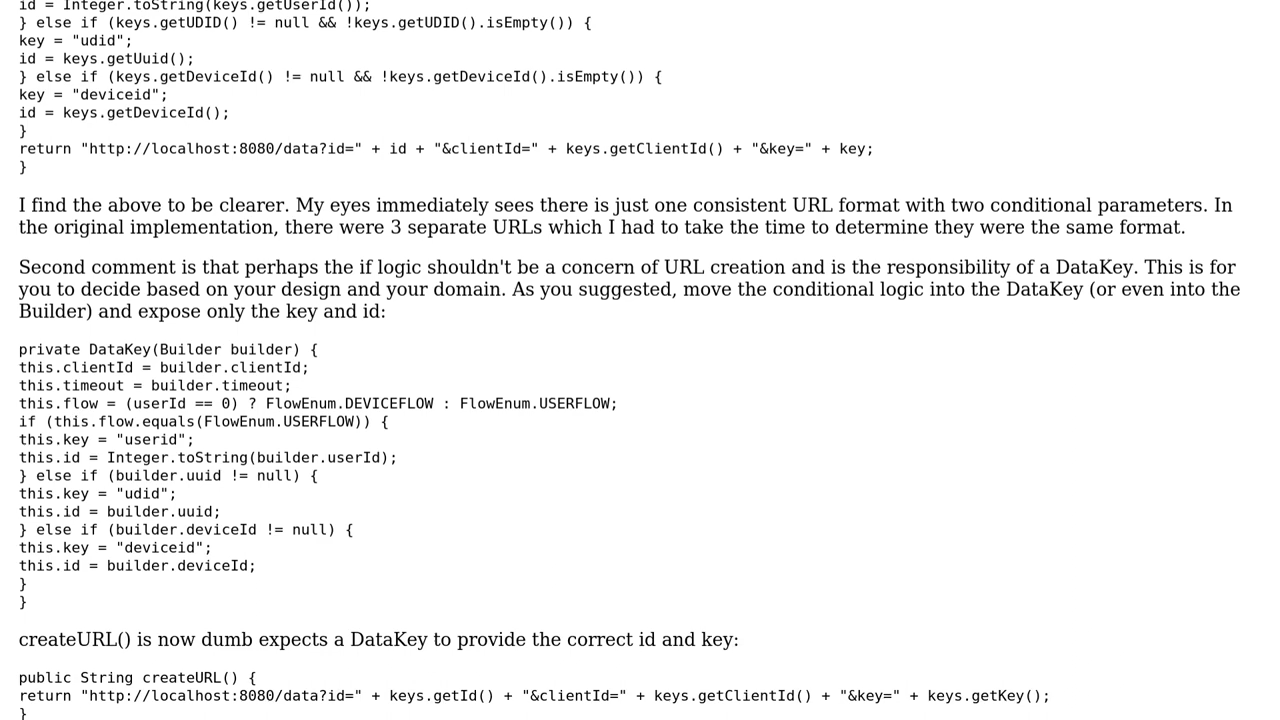 id = Integer.toString(keys.getUserId());
} else if (keys.getUDID() != null && !keys.getUDID().isEmpty()) {
key = "udid";
id = keys.getUuid();
} else if (keys.getDeviceId() != null && !keys.getDeviceId().isEmpty()) {
key = "deviceid";
id = keys.getDeviceId();
}
return "http://localhost:8080/data?id=" + id + "&clientId=" + keys.getClientId() + "&key=" + key;
}
I find the above to be clearer. My eyes immediately sees there is just one consistent URL format with two conditional parameters. In
the original implementation, there were 3 separate URLs which I had to take the time to determine they were the same format.
Second comment is that perhaps the if logic shouldn't be a concern of URL creation and is the responsibility of a DataKey. This is for
you to decide based on your design and your domain. As you suggested, move the conditional logic into the DataKey (or even into the
Builder) and expose only the key and id:
private DataKey(Builder builder) {
this.clientId = builder.clientId;
this.timeout = builder.timeout;
this.flow = (userId == 0) ? FlowEnum.DEVICEFLOW : FlowEnum.USERFLOW;
if (this.flow.equals(FlowEnum.USERFLOW)) {
this.key = "userid";
this.id = Integer.toString(builder.userId);
} else if (builder.uuid != null) {
this.key = "udid";
this.id = builder.uuid;
} else if (builder.deviceId != null) {
this.key = "deviceid";
this.id = builder.deviceId;
}
}
createURL() is now dumb expects a DataKey to provide the correct id and key:
public String createURL() {
return "http://localhost:8080/data?id=" + keys.getId() + "&clientId=" + keys.getClientId() + "&key=" + keys.getKey();
}